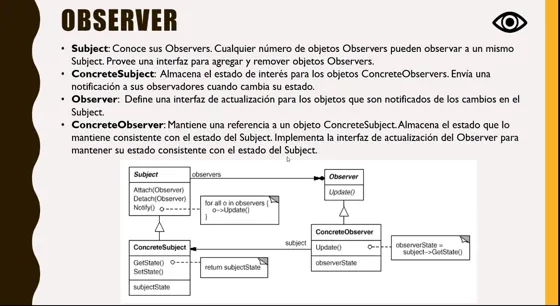 OBSERVER
• Subject: Conoce sus Observers. Cualquier número de objetos Observers pueden observar a un mismo
Subject. Provee una interfaz para agregar y remover objetos Observers.
• ConcreteSubject: Almacena el estado de interés para los objetos ConcreteObservers. Envía una
notificación a sus observadores cuando cambia su estado.
• Observer: Define una interfaz de actualización para los objetos que son notificados de los cambios en el
Subject.
• ConcreteObserver: Mantiene una referencia a un objeto ConcreteSubject. Almacena el estado que lo
mantiene consistente con el estado del Subject. Implementa la interfaz de actualización del Observer para
mantener su estado consistente con el estado del Subject.
Subject
Attach(Observer)
Detach(Observer)
Notify()
observers
for all o in observers {
o->Update()
}
Observer
Update()
ConcreteSubject
GetState()
SetState()
subjectState
return subjectState
subject
ConcreteObserver
Update()
observerState
observerState =
subject->GetState()